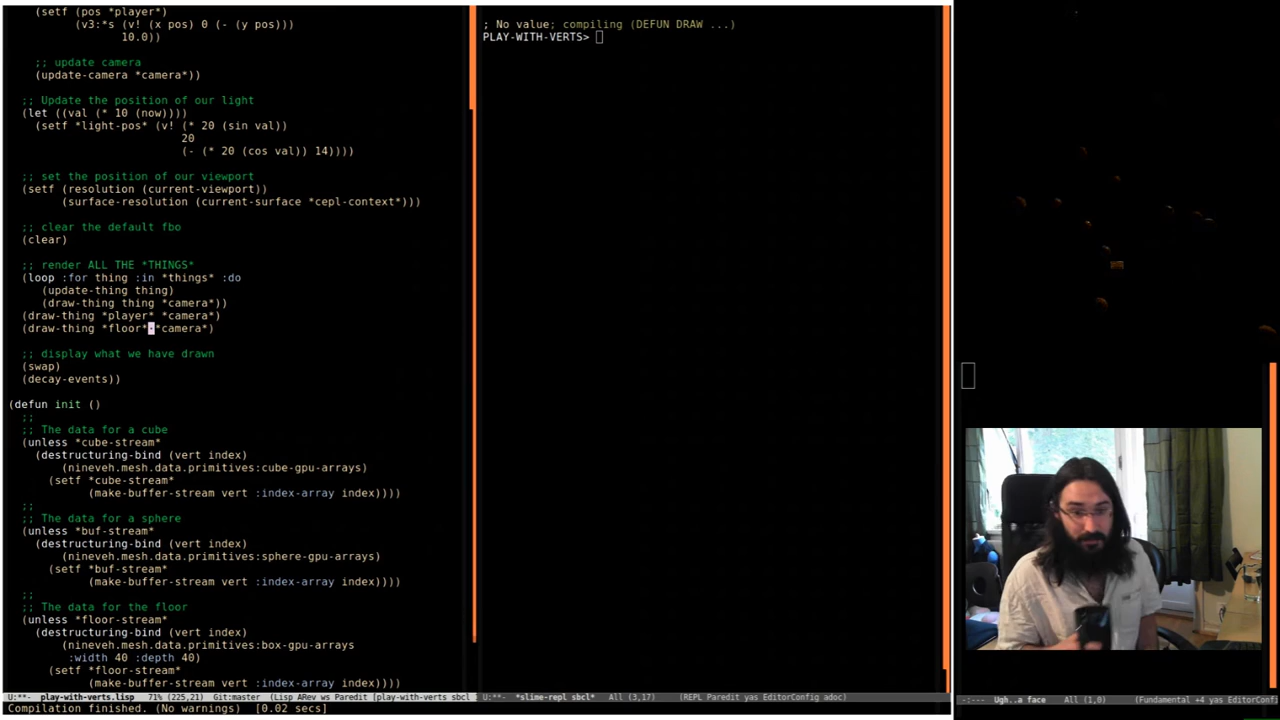 (setf (pos *player*)
(v3:*s (v! (x pos) 0 (- (y pos)))
10.0))
;; update camera
(update-camera *camera*))
;; Update the position of our light
(let ((val (* 10 (now))))
(setf *light-pos* (v! (* 20 (sin val))
20
(- (* 20 (cos val)) 14))))
;; set the position of our viewport
(setf (resolution (current-viewport))
(surface-resolution (current-surface *cepl-context*)))
;; clear the default fbo
(clear)
;; render ALL THE *THINGS*
(loop :for thing :in *things* :do
(update-thing thing)
(draw-thing thing *camera*))
(draw-thing *player* *camera*)
(draw-thing *floor* *camera*)
;; display what we have drawn
(swap)
(decay-events))
(defun init ()
;;
;; The data for a cube
(unless *cube-stream*
(destructuring-bind (vert index)
(nineveh.mesh.data.primitives:cube-gpu-arrays)
(setf *cube-stream*
(make-buffer-stream vert :index-array index))))
;;
;; The data for a sphere
(unless *buf-stream*
(destructuring-bind (vert index)
(nineveh.mesh.data.primitives:sphere-gpu-arrays)
(setf *buf-stream*
(make-buffer-stream vert :index-array index))))
;;
;; The data for the floor
(unless *floor-stream*
(destructuring-bind (vert index)
(nineveh.mesh.data.primitives:box-gpu-arrays
:width 40 :depth 40)
(setf *floor-stream*
(make-buffer-stream vert :index-array index))))
U:**- play-with-verts.lisp 71% (225,21) Git:master (Lisp ARev ws Paredit [play-with-verts sbcl
Compilation finished. (No warnings) [0.02 secs]
; No value; compiling (DEFUN DRAW ...)
PLAY-WITH-VERTS>
U:**- *slime-repl sbcl* All (3,17) (REPL Paredit yas EditorConfig adoc)
-:--- Ugh..a face All (1,0) (Fundamental +4 yas EditorConfi